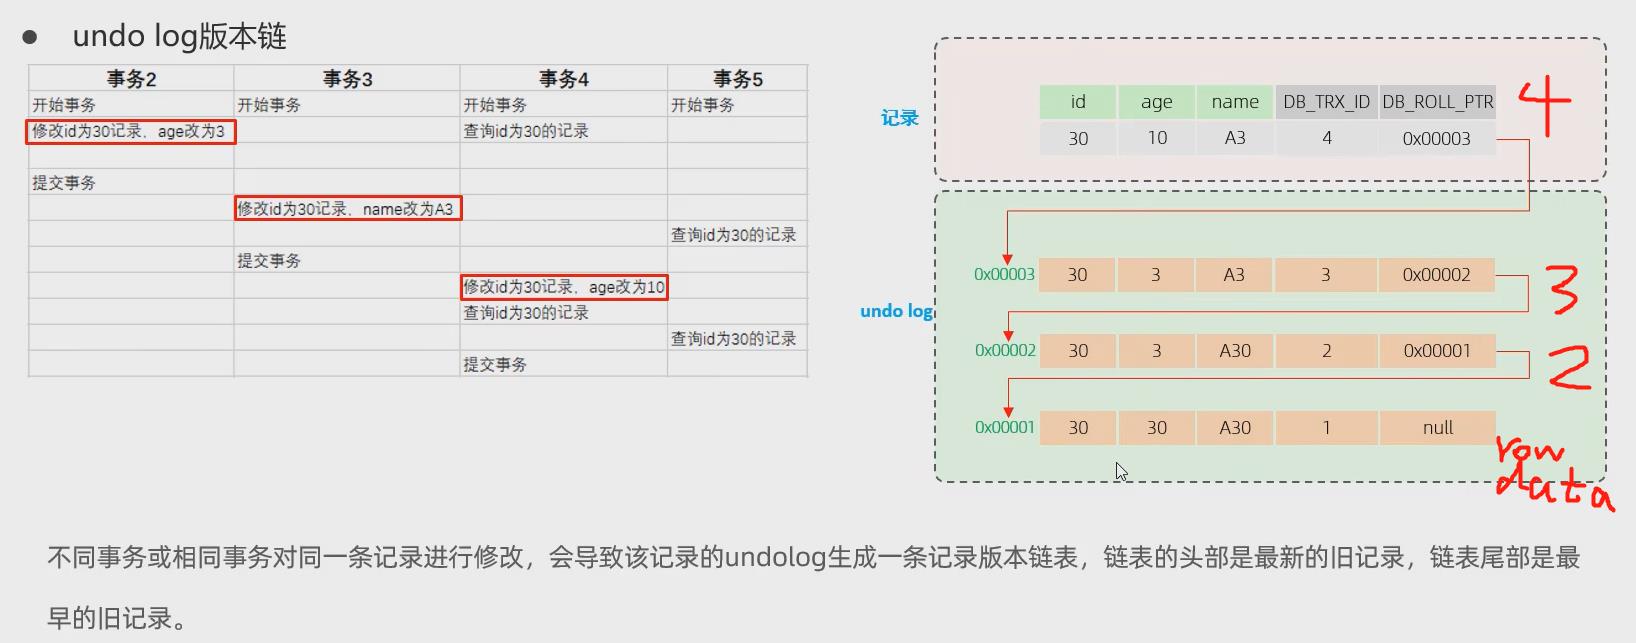 ● undo log版本链
事务2 事务3 事务4 事务5
开始事务 开始事务 开始事务 开始事务
修改id为30记录，age改为3 查询id为30的记录
提交事务
修改id为30记录，name改为A3
查询id为30的记录
提交事务
修改id为30记录，age改为10
查询id为30的记录
查询id为30的记录
提交事务
记录
id age name DB_TRX_ID DB_ROLL_PTR
30 10 A3 4 0x00003
4
undo log
0x00003 30 3 A3 3 0x00002
3
0x00002 30 3 A30 2 0x00001
2
0x00001 30 30 A30 1 null
row
data
不同事务或相同事务对同一条记录进行修改，会导致该记录的undolog生成一条记录版本链表，链表的头部是最新的旧记录，链表尾部是最
早的旧记录。